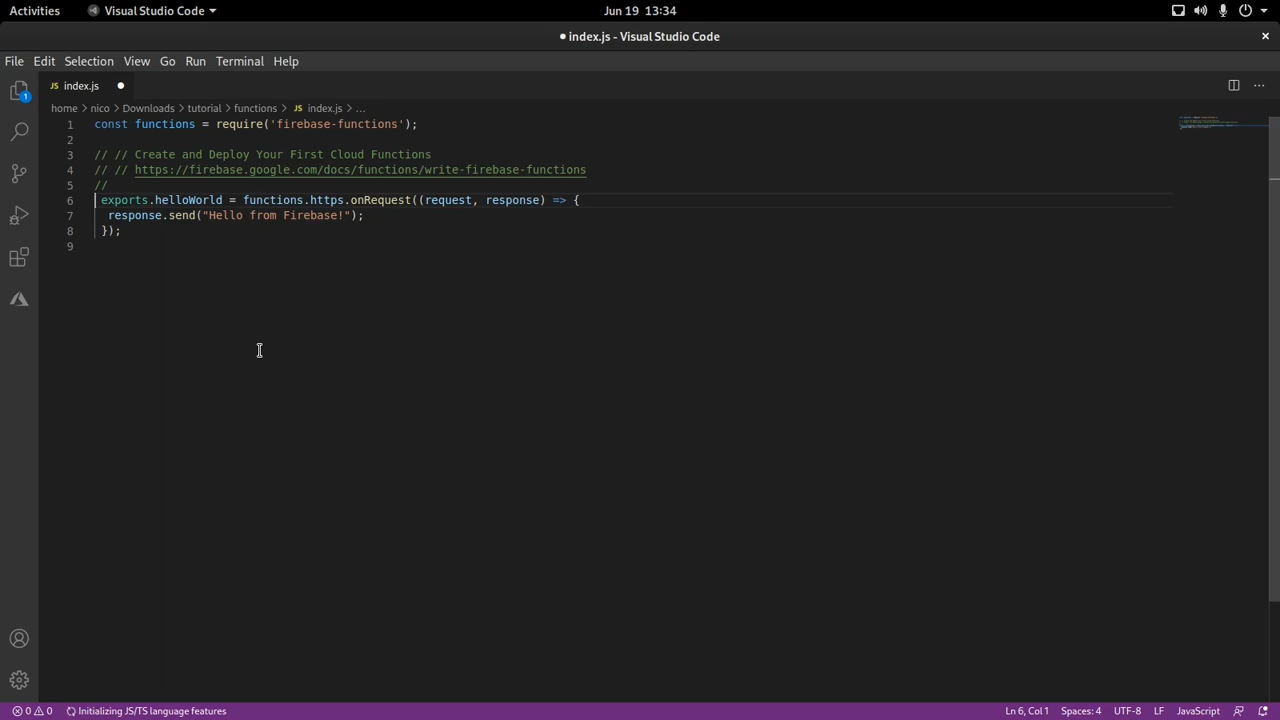 Activities Visual Studio Code Jun 19 13:34
● index.js - Visual Studio Code ×
File Edit Selection View Go Run Terminal Help
JS index.js ● ...
1
home > nico > Downloads > tutorial > functions > JS index.js > ...
1 const functions = require('firebase-functions');
2
3 // // Create and Deploy Your First Cloud Functions
4 // // https://firebase.google.com/docs/functions/write-firebase-functions
5 //
6 exports.helloWorld = functions.https.onRequest((request, response) => {
7 response.send("Hello from Firebase!");
8 });
9
0 0 Initializing JS/TS language features Ln 6, Col 1 Spaces: 4 UTF-8 LF JavaScript